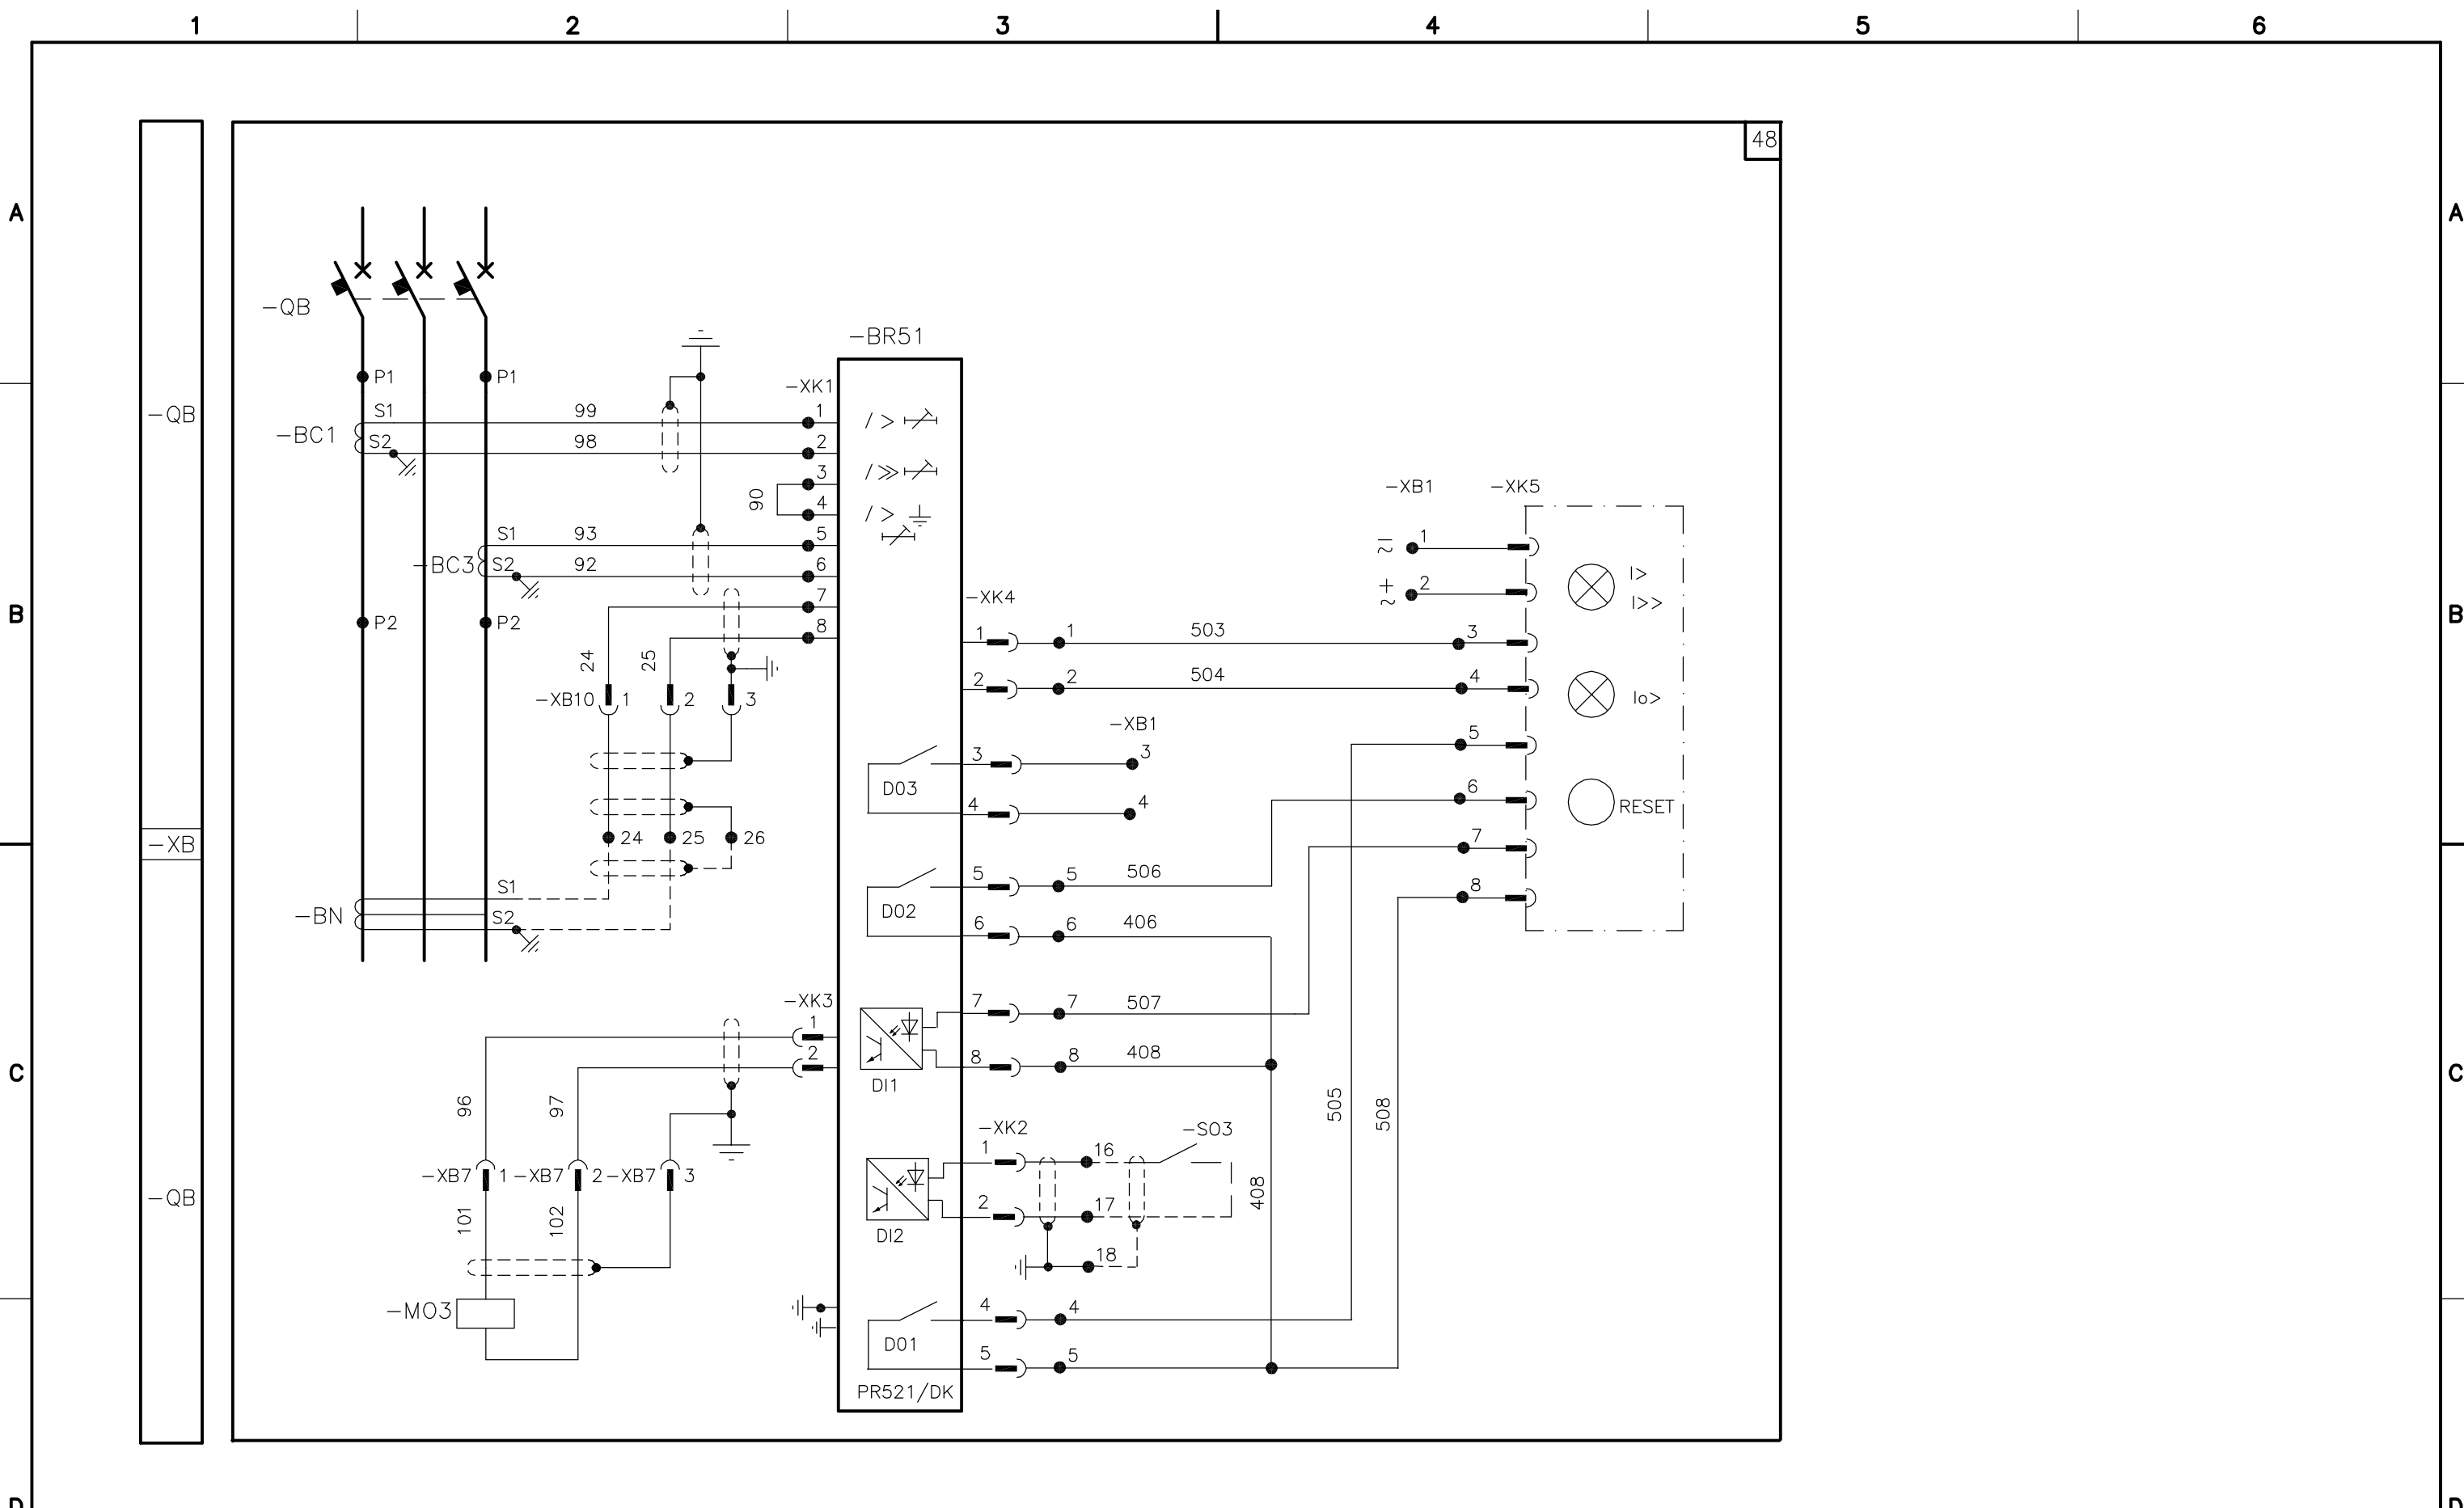 1 2 3 4 5 6
48
A A
-QB
-BR51
P1 P1
-XK1
-QB
S1 99 1
-BC1
S2 98 2
/>
3
/>>
90
4
/>
-XB1 -XK5
S1 93 5
1
-BC3 S2 92 6
I>
2
I>>
7
-XK4
B B
P2 P2
8
1 1 503 3
24 25
2 2 504 4
-XB10 1 2 3
Io>
-XB1
5
3 3
D03
6
4 4
RESET
24 25 26
-XB
7
S1
5 5 506
8
-BN S2
D02
6 6 406
-XK3
7 7 507
1
2
8 8 408
C C
DI1
96 97
505 508
-XK2 -S03
1 16
-XB7 1 -XB7 2 -XB7 3
-QB
408
2 17
101 102
DI2
18
-M03
4 4
D01
5 5
PR521/DK
D D